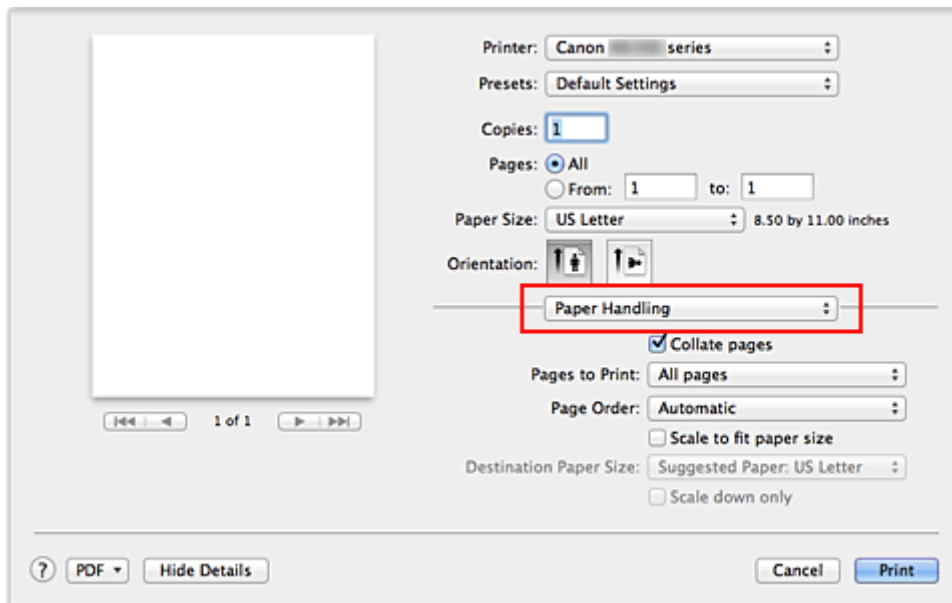 Printer: Canon series
Presets: Default Settings
Copies: 1
Pages: All
From: 1 to: 1
Paper Size: US Letter 8.50 by 11.00 inches
Orientation:
Paper Handling
Collate pages
Pages to Print: All pages
1 of 1
Page Order: Automatic
Scale to fit paper size
Destination Paper Size: Suggested Paper: US Letter
Scale down only
? PDF Hide Details Cancel Print